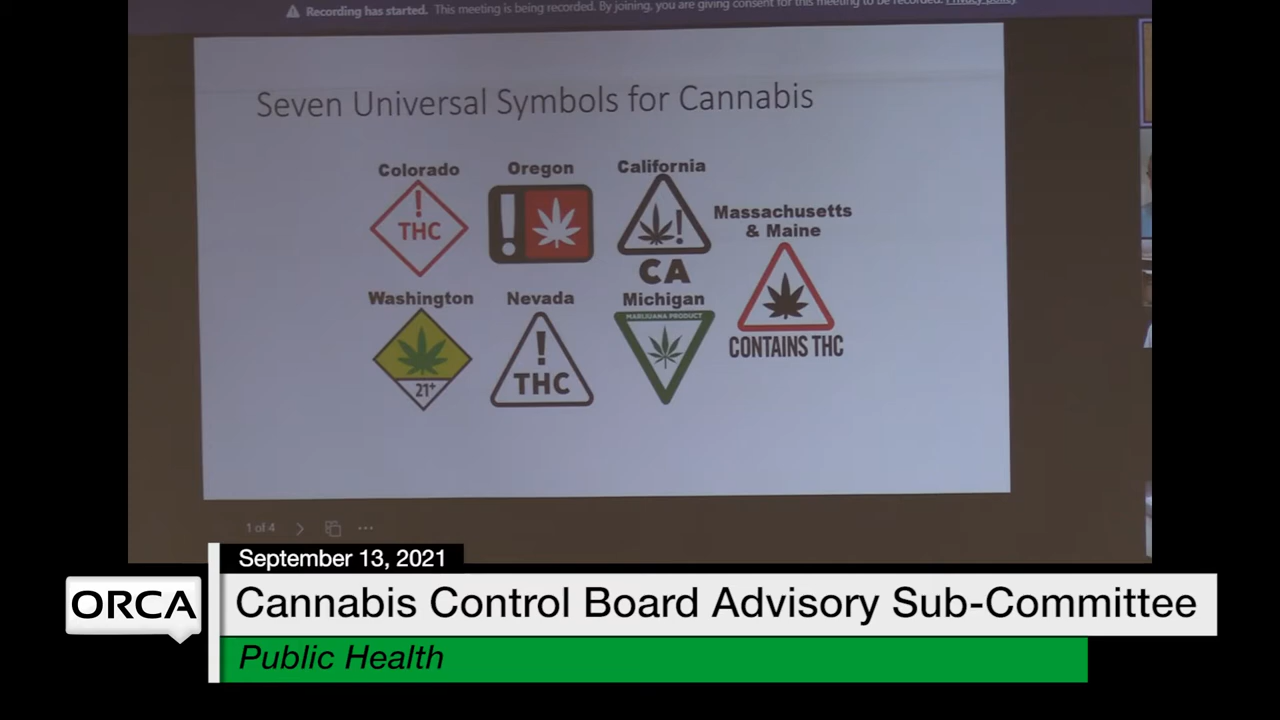 Recording has started. This meeting is being recorded. By joining, you are giving consent for this meeting to be recorded. Privacy policy
Seven Universal Symbols for Cannabis
Colorado
! THC
Oregon
!
California
!
CA
Massachusetts
& Maine
CONTAINS THC
Washington
21+
Nevada
! THC
Michigan
MARIJUANA PRODUCT
1 of 4
September 13, 2021
ORCA
Cannabis Control Board Advisory Sub-Committee
Public Health